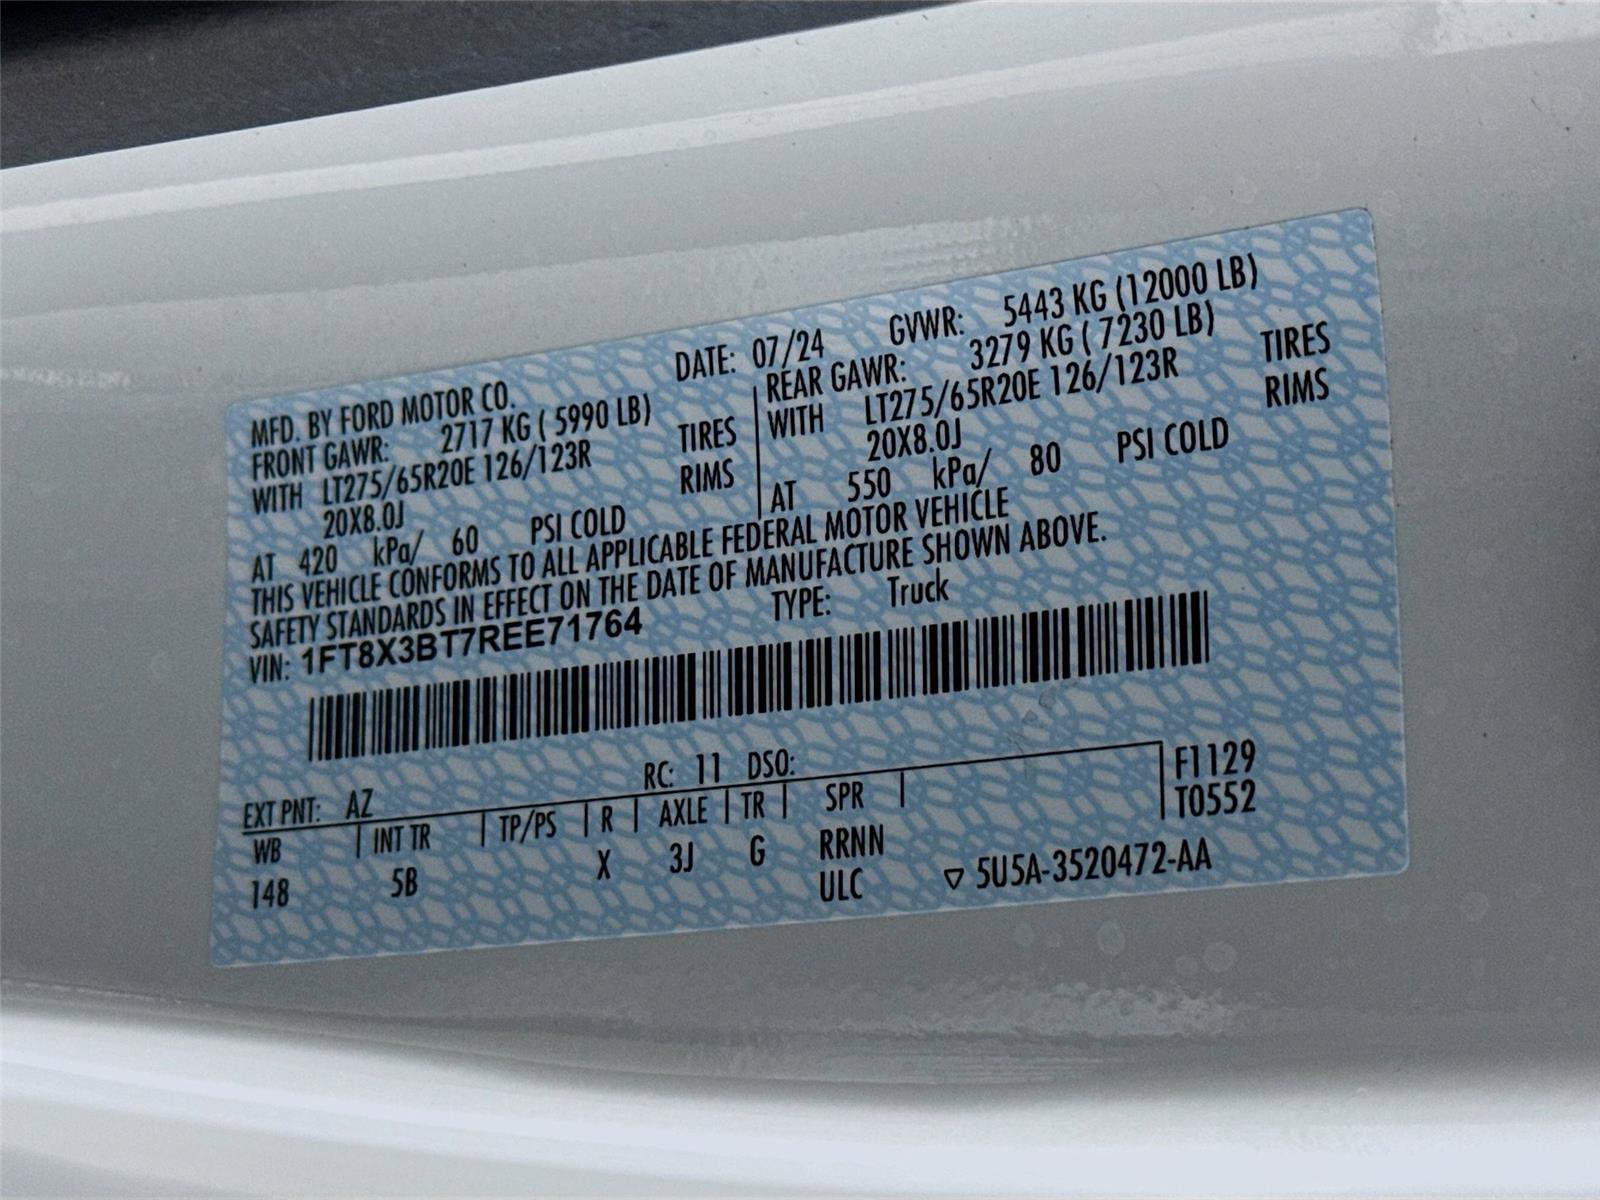 MFD. BY FORD MOTOR CO. DATE: 07/24 GVWR: 5443 KG (12000 LB)
FRONT GAWR: 2717 KG ( 5990 LB) REAR GAWR: 3279 KG ( 7230 LB)
WITH LT275/65R20E 126/123R TIRES WITH LT275/65R20E 126/123R TIRES
20X8.0J RIMS 20X8.0J RIMS
AT 420 kPa/ 60 PSI COLD AT 550 kPa/ 80 PSI COLD
THIS VEHICLE CONFORMS TO ALL APPLICABLE FEDERAL MOTOR VEHICLE
SAFETY STANDARDS IN EFFECT ON THE DATE OF MANUFACTURE SHOWN ABOVE.
VIN: 1FT8X3BT7REE71764 TYPE: Truck
EXT PNT: AZ RC: 11 DSO: F1129
WB INT TR TP/PS R AXLE TR SPR T0552
148 5B X 3J G RRNN
ULC ▽ 5U5A-3520472-AA